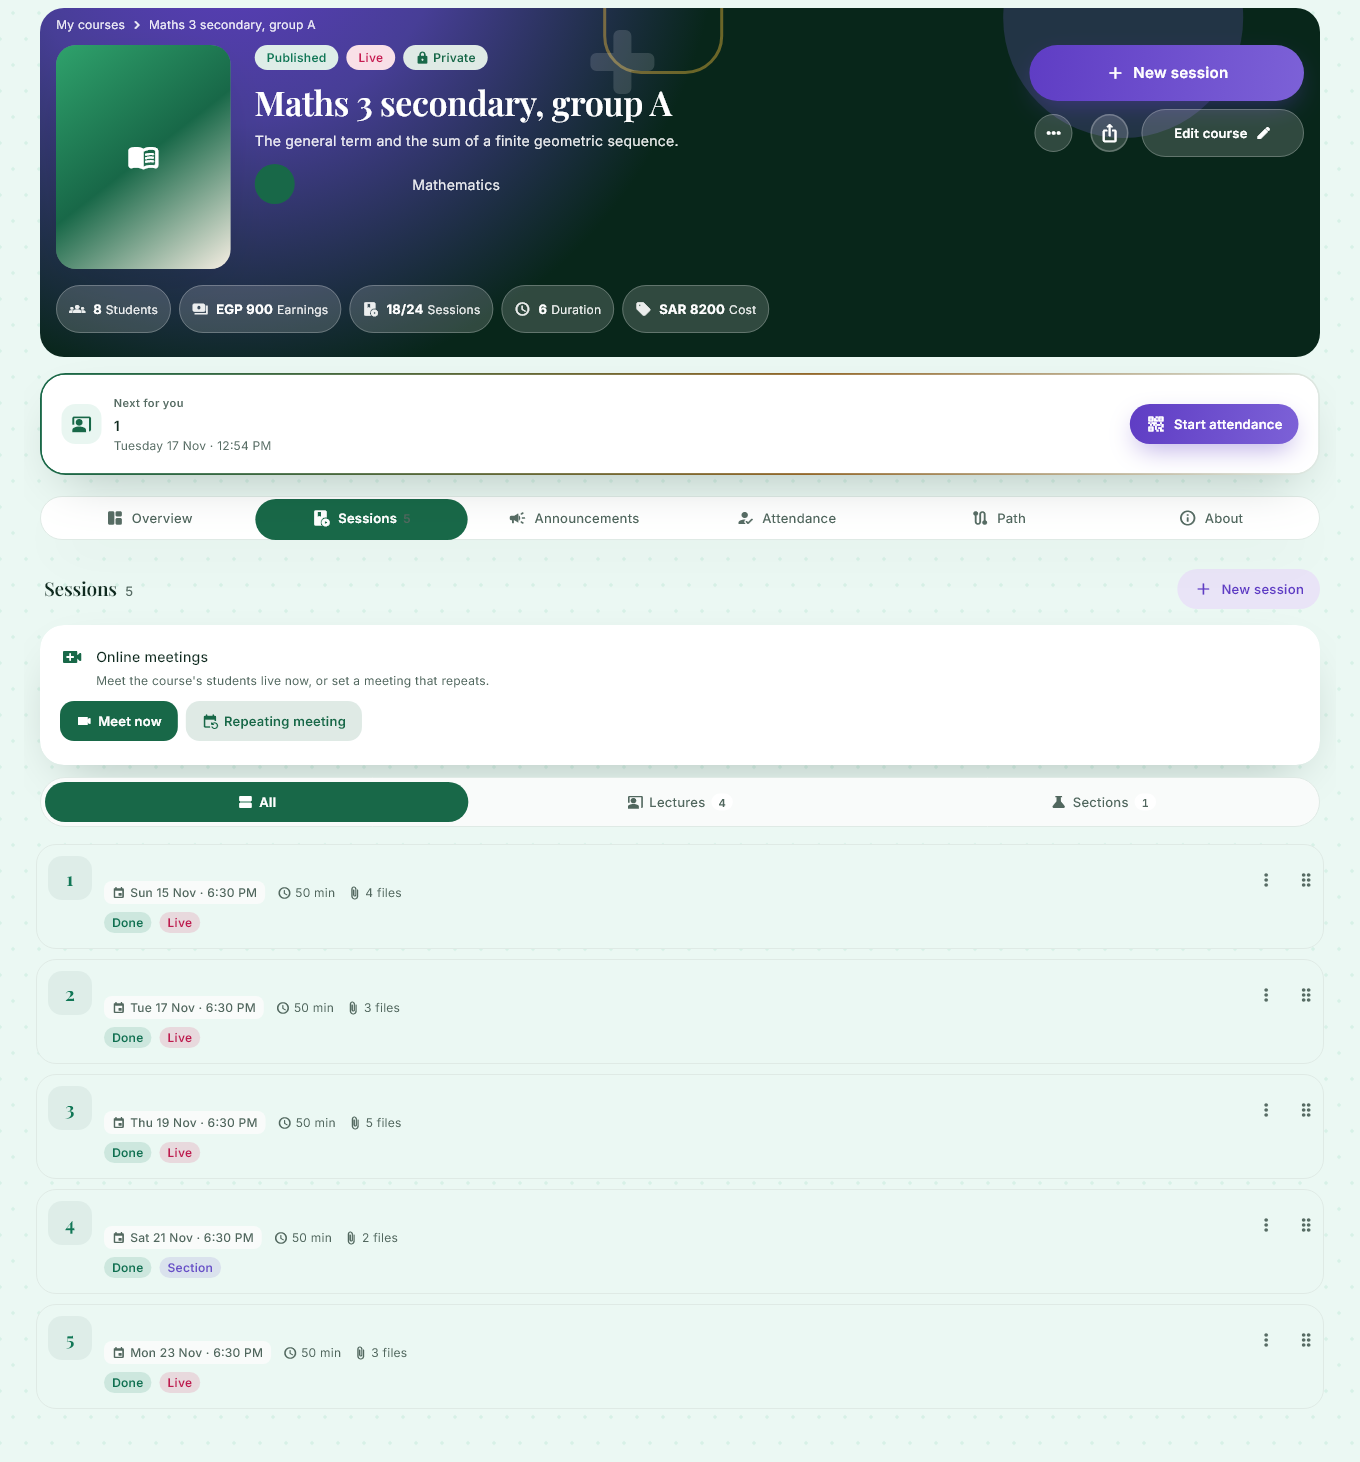 My courses > Maths 3 secondary, group A
Published Live Private
New session
Maths 3 secondary, group A
The general term and the sum of a finite geometric sequence.
Edit course
Mathematics
8 Students EGP 900 Earnings 18/24 Sessions 6 Duration SAR 8200 Cost
Next for you
1
Tuesday 17 Nov · 12:54 PM
Start attendance
Overview Sessions 5 Announcements Attendance Path About
Sessions 5
New session
Online meetings
Meet the course's students live now, or set a meeting that repeats.
Meet now Repeating meeting
All Lectures 4 Sections 1
1
Sun 15 Nov · 6:30 PM 50 min 4 files
Done Live
2
Tue 17 Nov · 6:30 PM 50 min 3 files
Done Live
3
Thu 19 Nov · 6:30 PM 50 min 5 files
Done Live
4
Sat 21 Nov · 6:30 PM 50 min 2 files
Done Section
5
Mon 23 Nov · 6:30 PM 50 min 3 files
Done Live